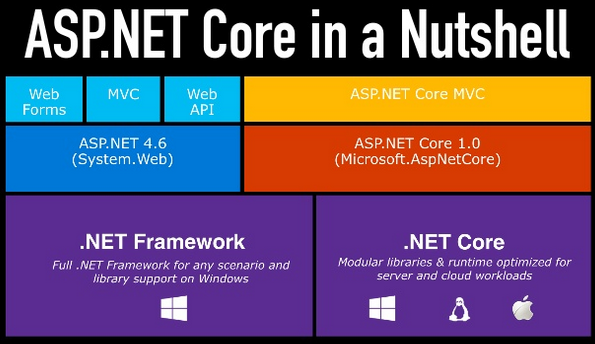 ASP.NET Core in a Nutshell
Web
Forms
MVC
Web
API
ASP.NET Core MVC
ASP.NET 4.6
(System.Web)
ASP.NET Core 1.0
(Microsoft.AspNetCore)
.NET Framework
Full .NET Framework for any scenario and
library support on Windows
.NET Core
Modular libraries & runtime optimized for
server and cloud workloads